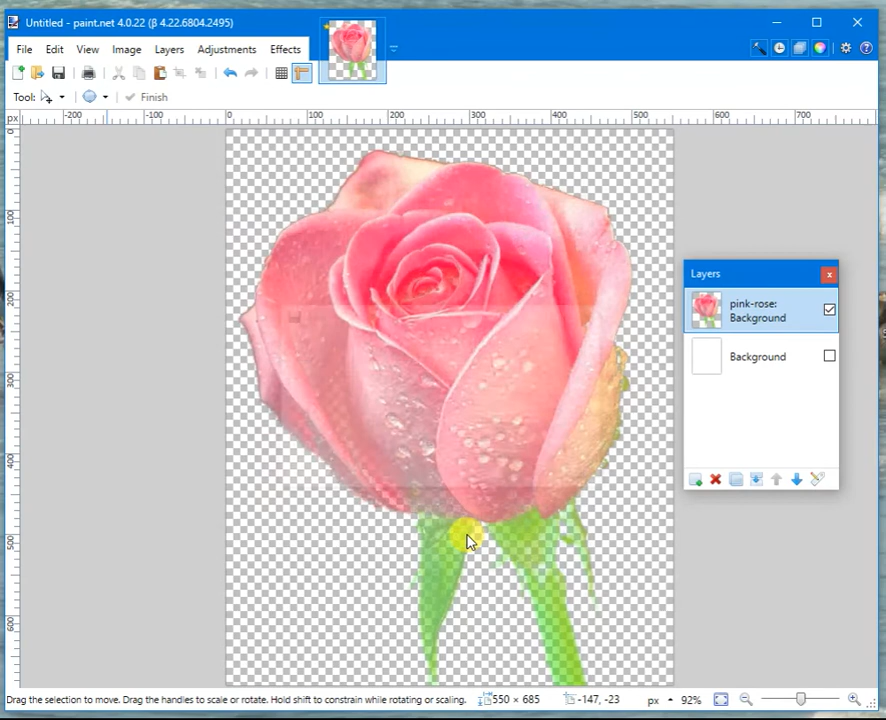 Untitled - paint.net 4.0.22 (β 4.22.6804.2495)
File Edit View Image Layers Adjustments Effects
Tool: Finish
px -200 -100 0 100 200 300 400 500 600 700
0
100
200
300
400
500
600
Layers
pink-rose:
Background
Background
Drag the selection to move. Drag the handles to scale or rotate. Hold shift to constrain while rotating or scaling. 550 × 685 -147, -23 px 92%